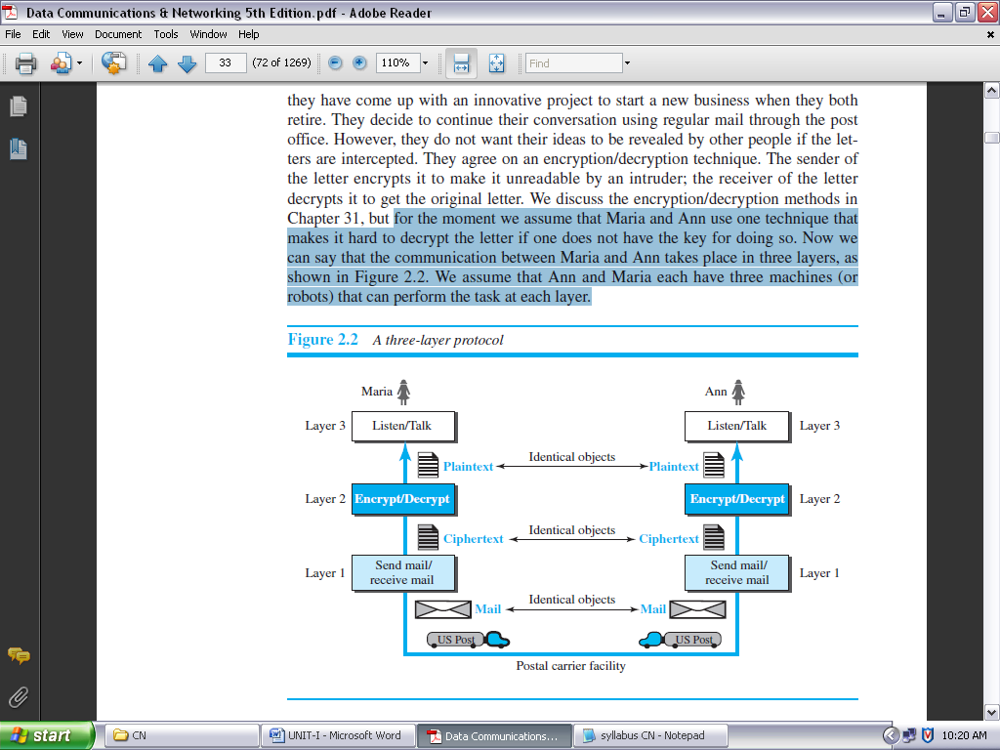 Data Communications & Networking 5th Edition.pdf - Adobe Reader
File Edit View Document Tools Window Help
33 (72 of 1269) 110% Find
they have come up with an innovative project to start a new business when they both
retire. They decide to continue their conversation using regular mail through the post
office. However, they do not want their ideas to be revealed by other people if the let-
ters are intercepted. They agree on an encryption/decryption technique. The sender of
the letter encrypts it to make it unreadable by an intruder; the receiver of the letter
decrypts it to get the original letter. We discuss the encryption/decryption methods in
Chapter 31, but for the moment we assume that Maria and Ann use one technique that
makes it hard to decrypt the letter if one does not have the key for doing so. Now we
can say that the communication between Maria and Ann takes place in three layers, as
shown in Figure 2.2. We assume that Ann and Maria each have three machines (or
robots) that can perform the task at each layer.
Figure 2.2 A three-layer protocol
Maria Ann
Layer 3 Listen/Talk Listen/Talk Layer 3
Plaintext Identical objects Plaintext
Layer 2 Encrypt/Decrypt Encrypt/Decrypt Layer 2
Ciphertext Identical objects Ciphertext
Layer 1 Send mail/ Send mail/ Layer 1
receive mail receive mail
Mail Identical objects Mail
US Post US Post
Postal carrier facility
start CN UNIT-I - Microsoft Word Data Communications... syllabus CN - Notepad 10:20 AM